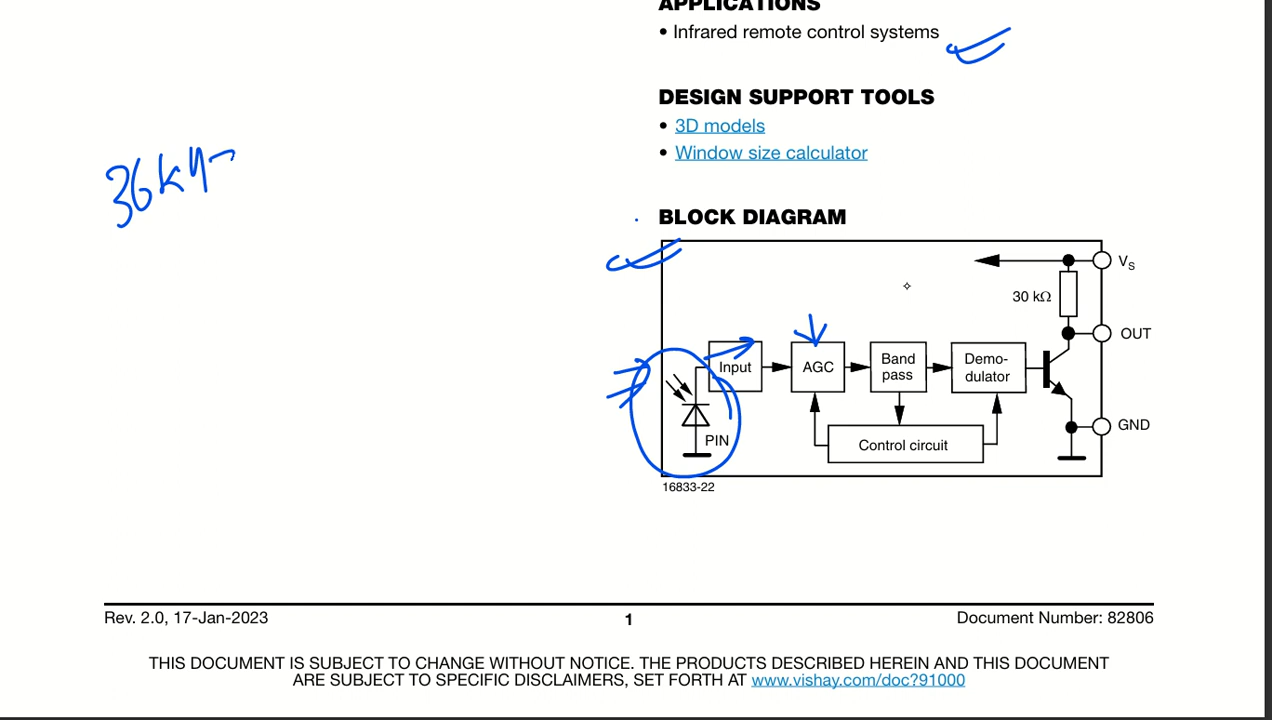 APPLICATIONS
• Infrared remote control systems
DESIGN SUPPORT TOOLS
• 3D models
• Window size calculator
36kHz
BLOCK DIAGRAM
VS
30 kΩ
OUT
Input
AGC
Band
pass
Demo-
dulator
GND
PIN
Control circuit
16833-22
Rev. 2.0, 17-Jan-2023
1
Document Number: 82806
THIS DOCUMENT IS SUBJECT TO CHANGE WITHOUT NOTICE. THE PRODUCTS DESCRIBED HEREIN AND THIS DOCUMENT
ARE SUBJECT TO SPECIFIC DISCLAIMERS, SET FORTH AT www.vishay.com/doc?91000